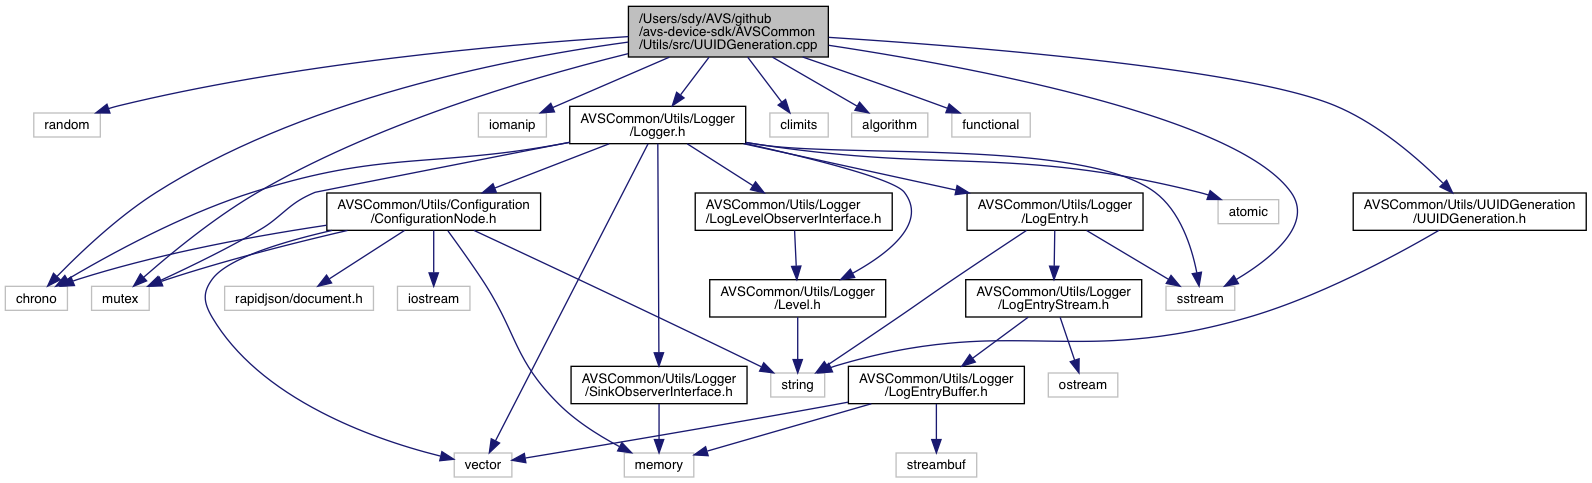 /Users/sdy/AVS/github
/avs-device-sdk/AVSCommon
/Utils/src/UUIDGeneration.cpp
random
iomanip
AVSCommon/Utils/Logger
/Logger.h
climits
algorithm
functional
AVSCommon/Utils/Configuration
/ConfigurationNode.h
AVSCommon/Utils/Logger
/LogLevelObserverInterface.h
AVSCommon/Utils/Logger
/LogEntry.h
atomic
AVSCommon/Utils/UUIDGeneration
/UUIDGeneration.h
chrono
mutex
rapidjson/document.h
iostream
AVSCommon/Utils/Logger
/Level.h
AVSCommon/Utils/Logger
/LogEntryStream.h
sstream
AVSCommon/Utils/Logger
/SinkObserverInterface.h
string
AVSCommon/Utils/Logger
/LogEntryBuffer.h
ostream
vector
memory
streambuf